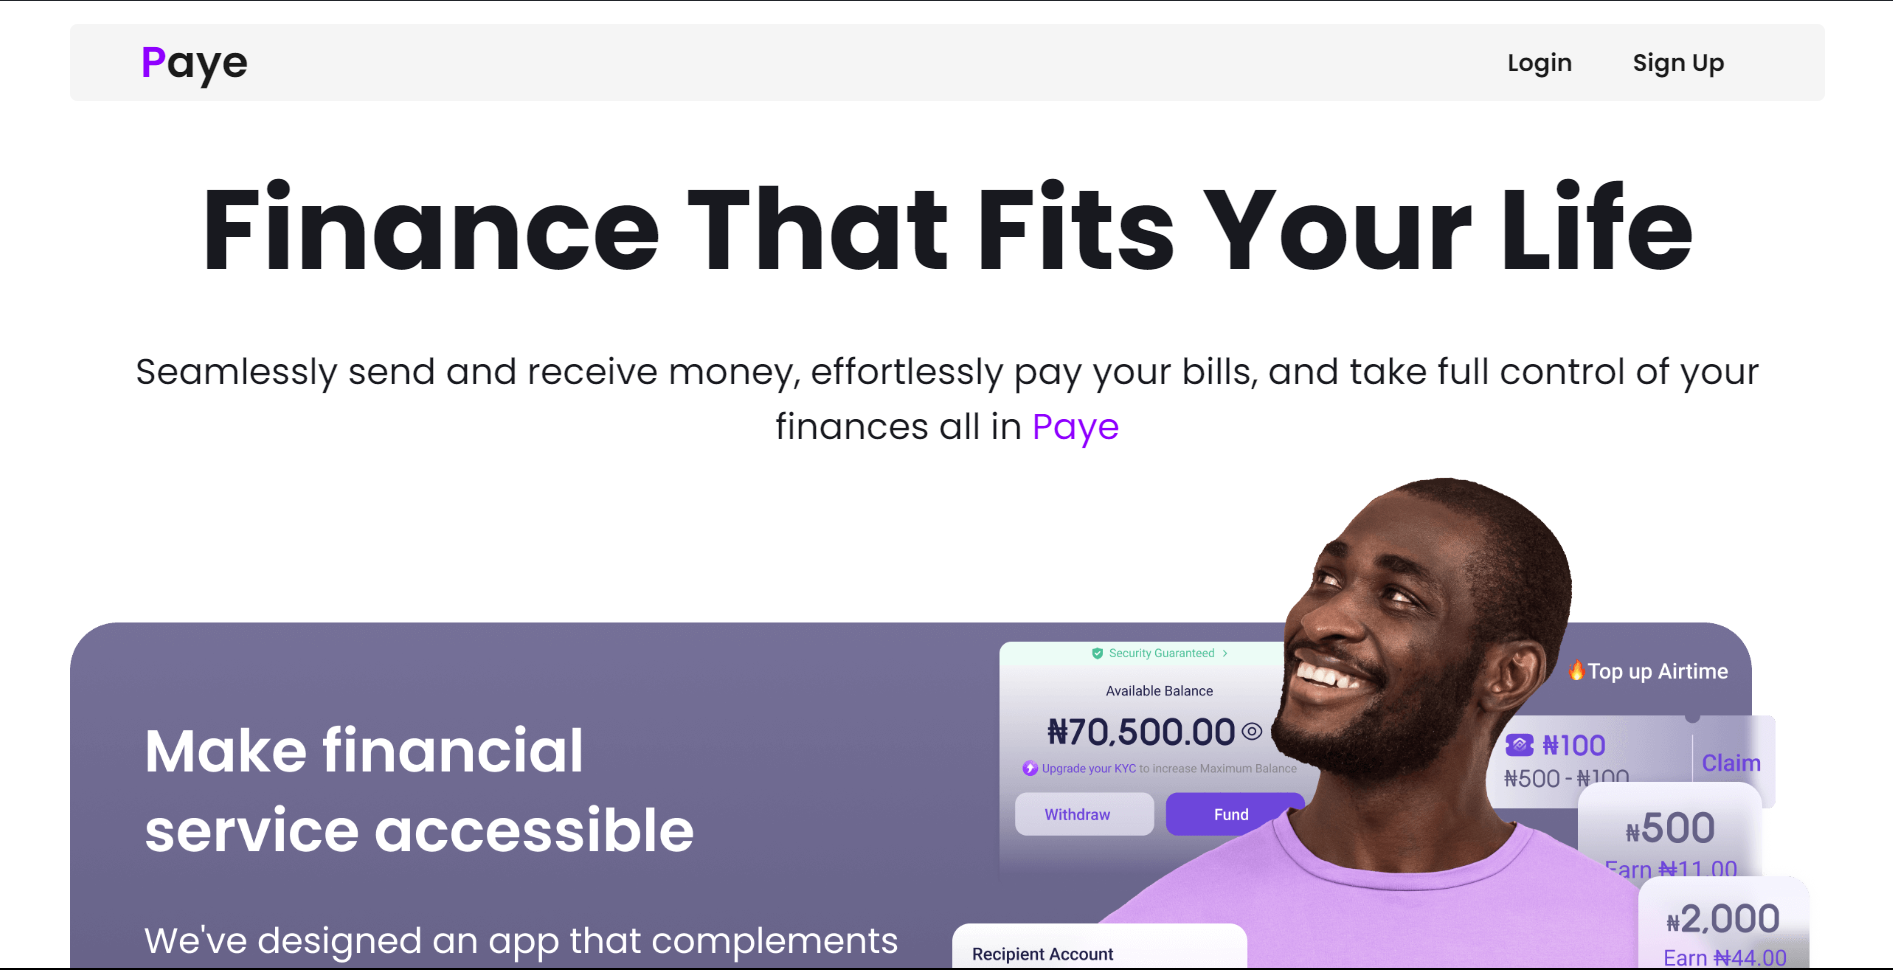 Paye
Login
Sign Up
Finance That Fits Your Life
Seamlessly send and receive money, effortlessly pay your bills, and take full control of your
finances all in Paye
Make financial
service accessible
We've designed an app that complements
Security Guaranteed >
Available Balance
₦70,500.00
Upgrade your KYC to increase Maximum Balance
Withdraw
Fund
Recipient Account
🔥Top up Airtime
₦100
₦500 - ₦100
Claim
₦500
Earn ₦11.00
₦2,000
Earn ₦44.00